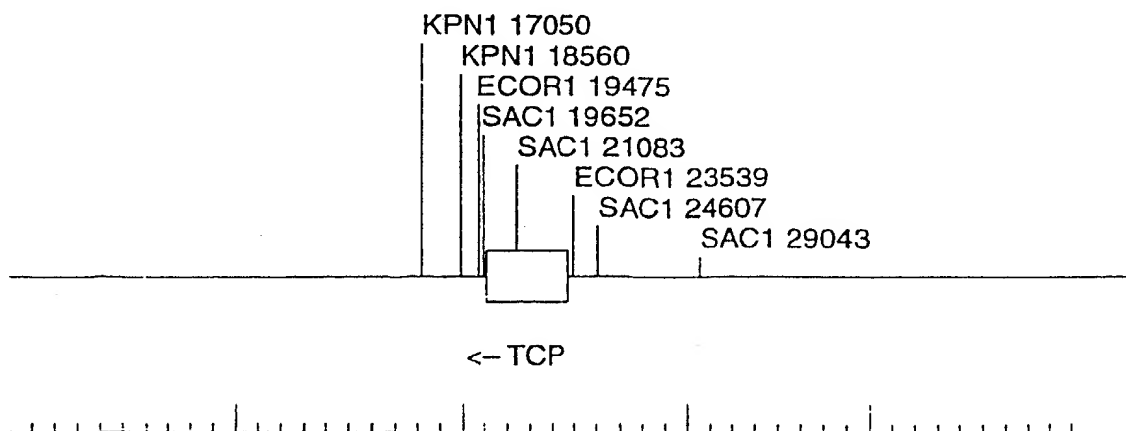 KPN1 17050
KPN1 18560
ECOR1 19475
SAC1 19652
SAC1 21083
ECOR1 23539
SAC1 24607
SAC1 29043
<– TCP